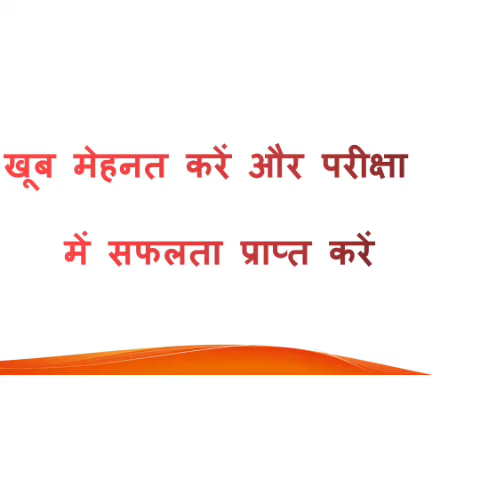 खूब मेहनत करें और परीक्षा
में सफलता प्राप्त करें